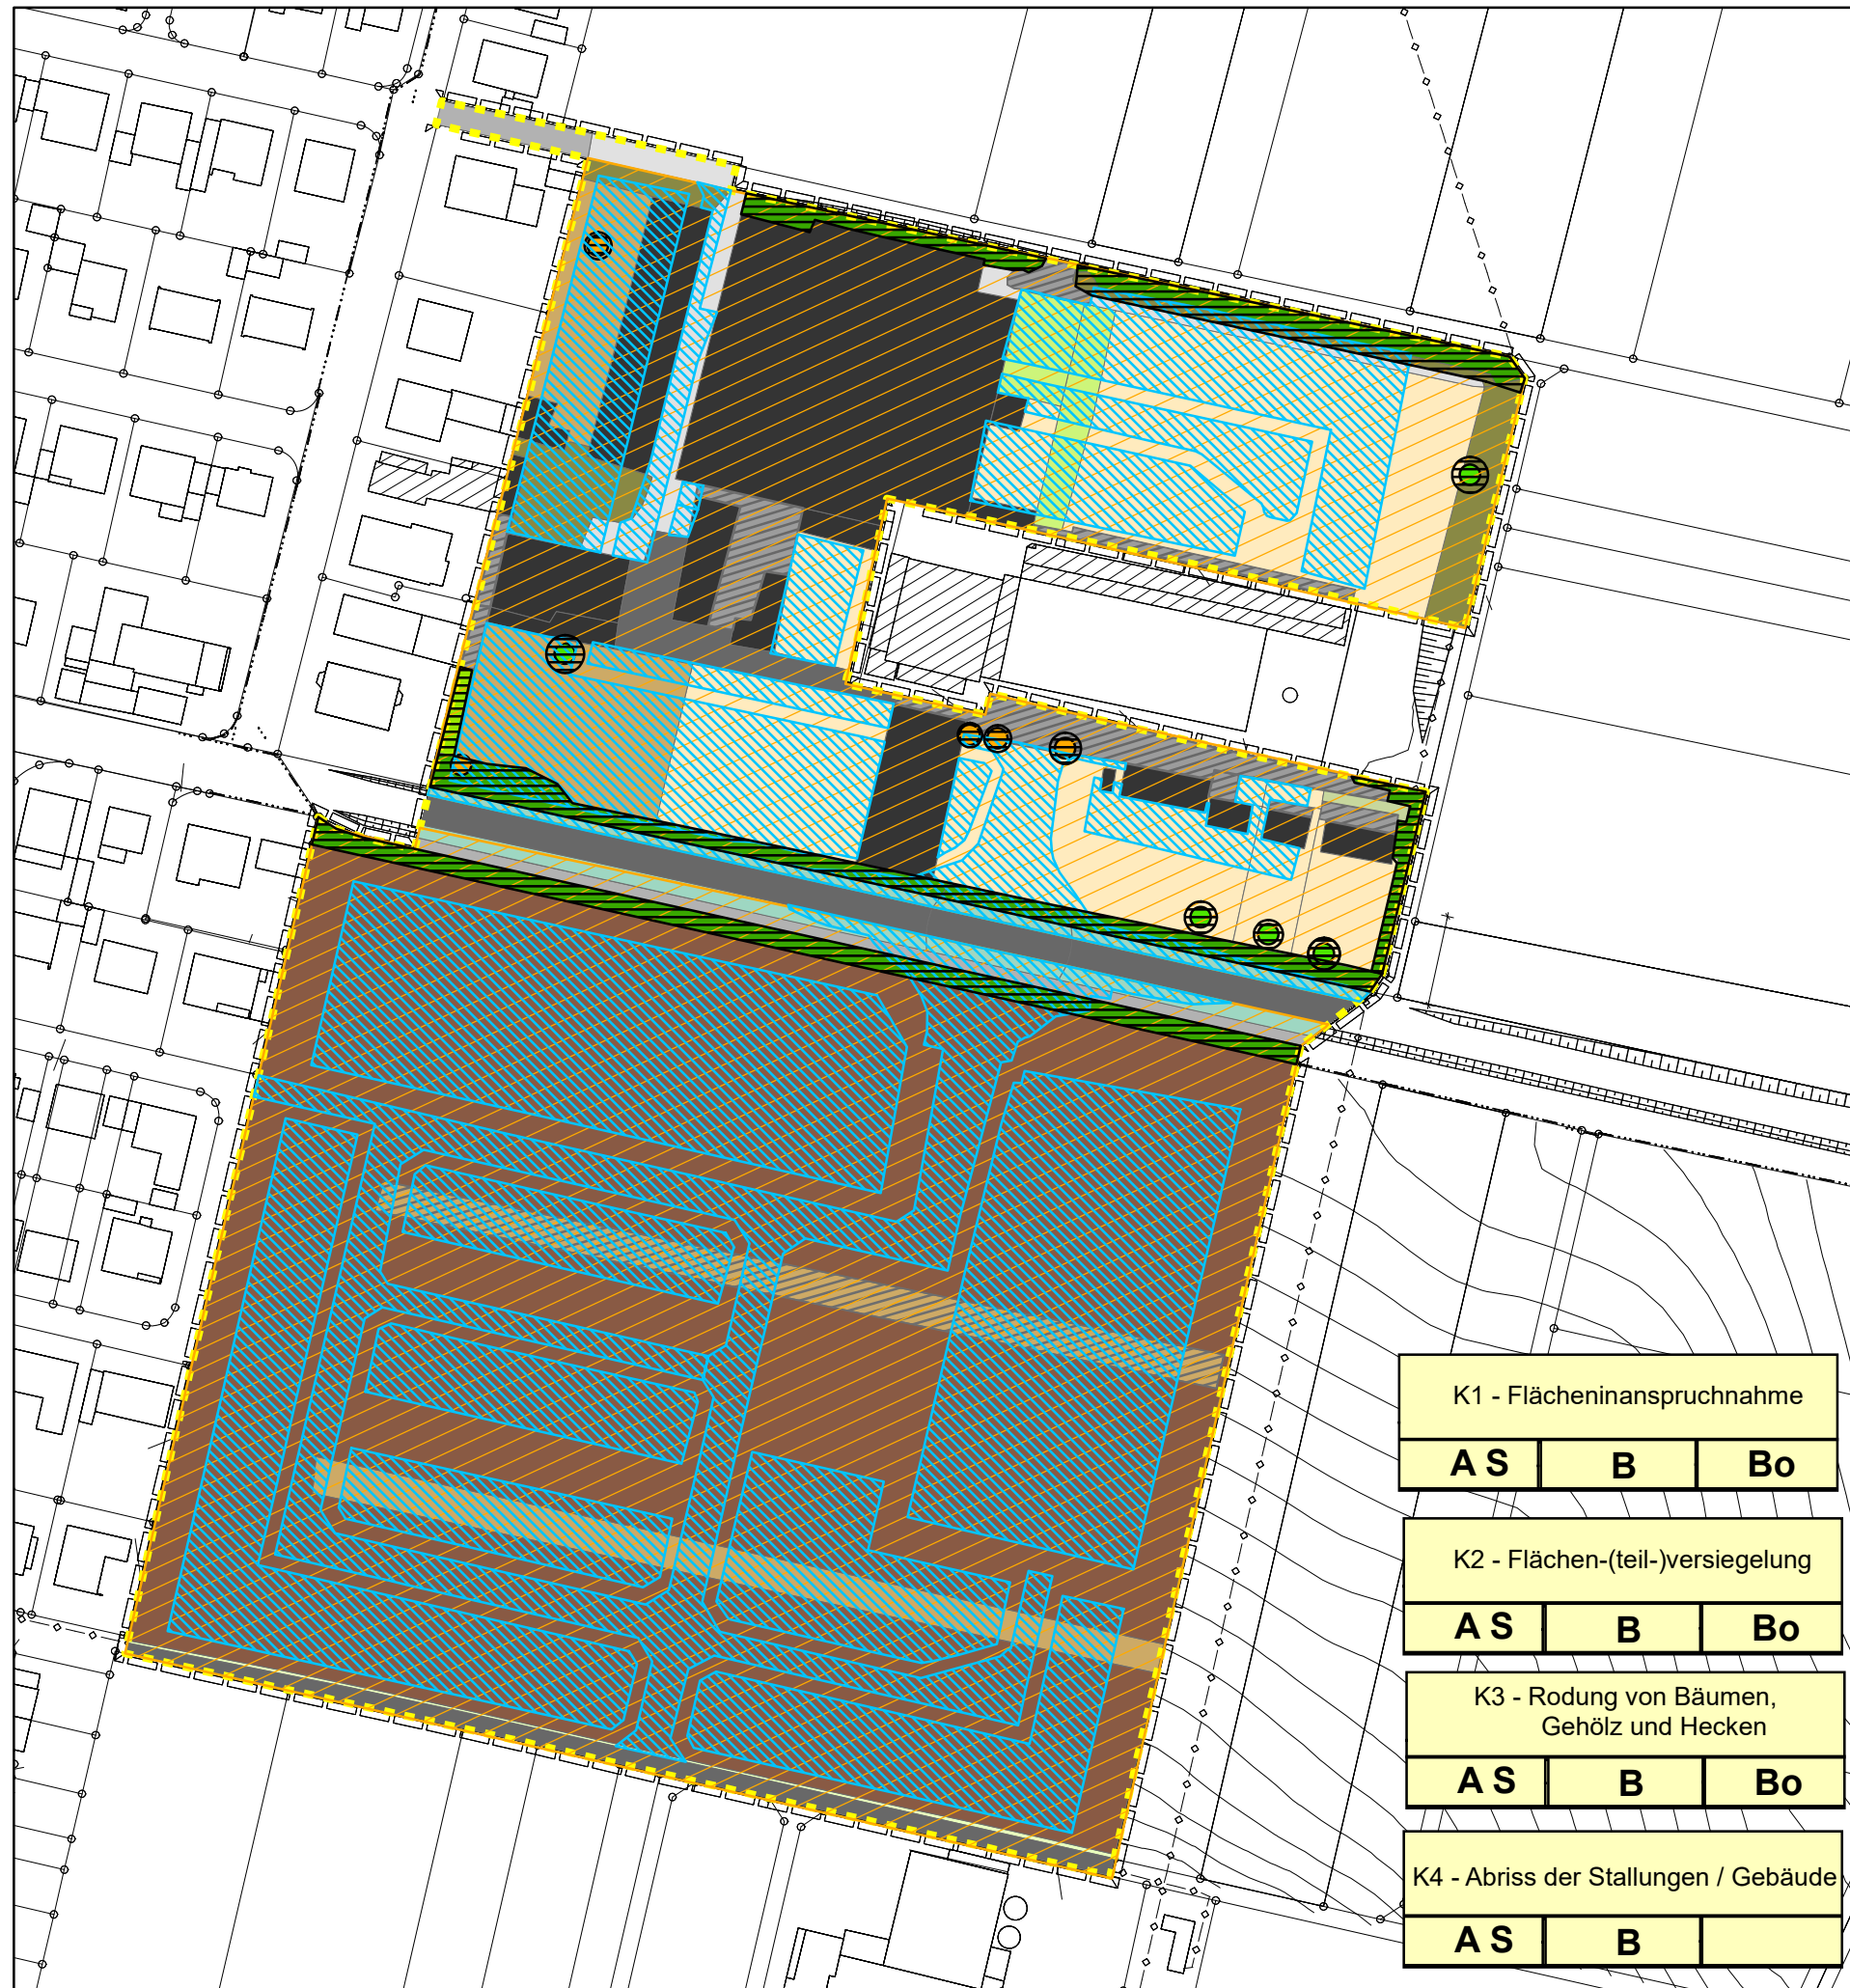 K1 - Flächeninanspruchnahme
A S B Bo
K2 - Flächen-(teil-)versiegelung
A S B Bo
K3 - Rodung von Bäumen,
Gehölz und Hecken
A S B Bo
K4 - Abriss der Stallungen / Gebäude
A S B